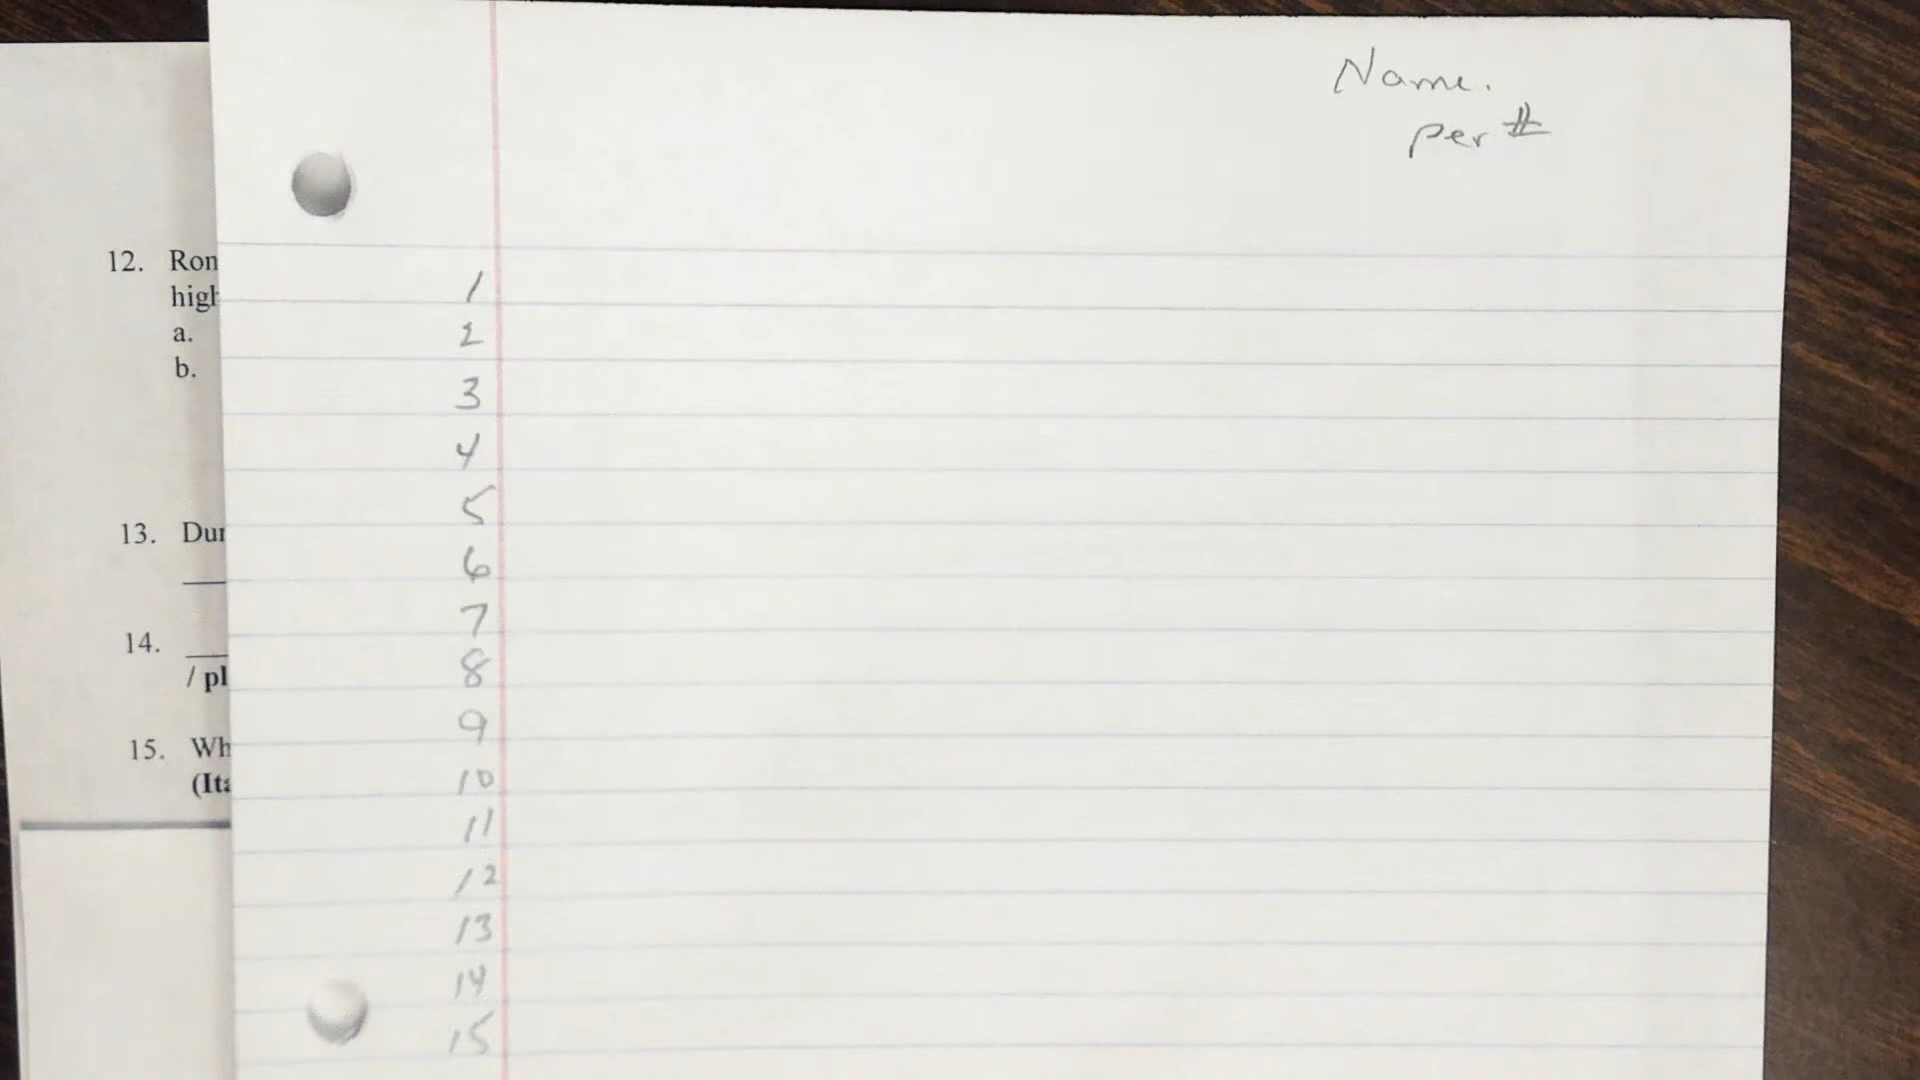 Name.
per #
1
2
3
4
5
6
7
8
9
10
11
12
13
14
15
12. Ron
high
a.
b.
13. Dur
14.
/ pl
15. Wh
(Ita